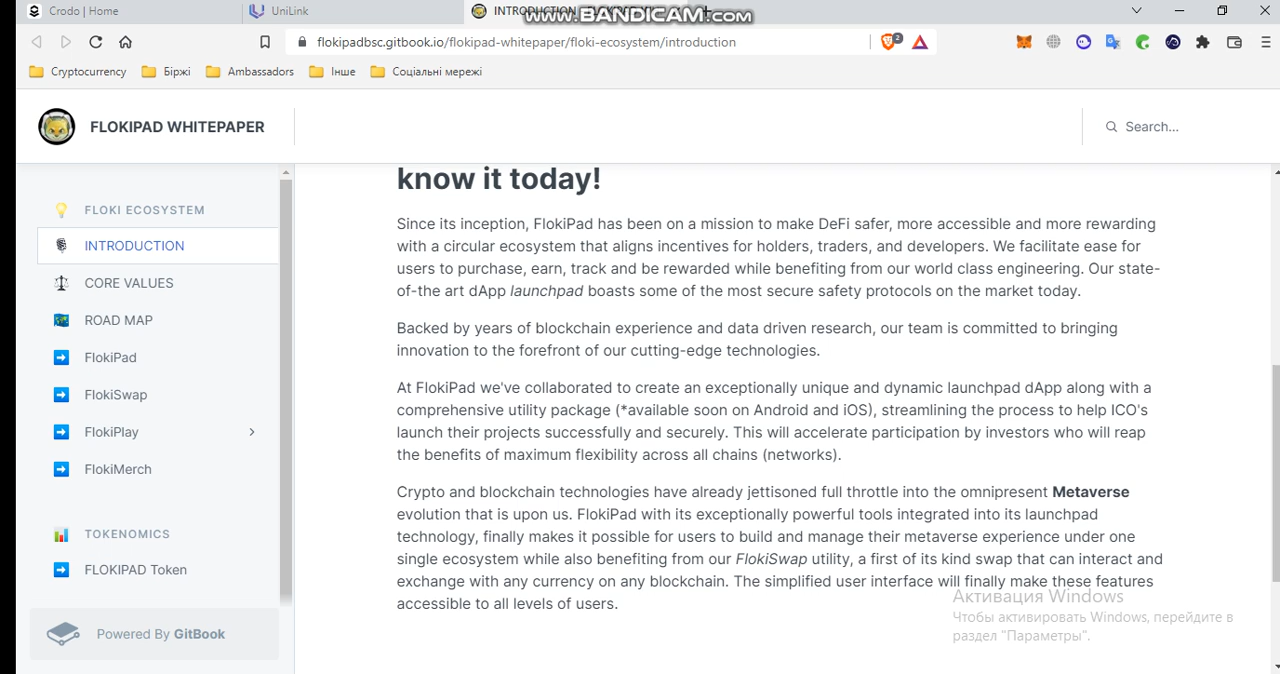 Crodo | Home
UniLink
INTRODUCTION
WWW.BANDICAM.COM
flokipadbsc.gitbook.io/flokipad-whitepaper/floki-ecosystem/introduction
2
Cryptocurrency
Біржі
Ambassadors
Інше
Соціальні мережі
FLOKIPAD WHITEPAPER
Search...
FLOKI ECOSYSTEM
INTRODUCTION
CORE VALUES
ROAD MAP
FlokiPad
FlokiSwap
FlokiPlay
FlokiMerch
TOKENOMICS
FLOKIPAD Token
Powered By GitBook
know it today!
Since its inception, FlokiPad has been on a mission to make DeFi safer, more accessible and more rewarding
with a circular ecosystem that aligns incentives for holders, traders, and developers. We facilitate ease for
users to purchase, earn, track and be rewarded while benefiting from our world class engineering. Our state-
of-the art dApp launchpad boasts some of the most secure safety protocols on the market today.
Backed by years of blockchain experience and data driven research, our team is committed to bringing
innovation to the forefront of our cutting-edge technologies.
At FlokiPad we've collaborated to create an exceptionally unique and dynamic launchpad dApp along with a
comprehensive utility package (*available soon on Android and iOS), streamlining the process to help ICO's
launch their projects successfully and securely. This will accelerate participation by investors who will reap
the benefits of maximum flexibility across all chains (networks).
Crypto and blockchain technologies have already jettisoned full throttle into the omnipresent Metaverse
evolution that is upon us. FlokiPad with its exceptionally powerful tools integrated into its launchpad
technology, finally makes it possible for users to build and manage their metaverse experience under one
single ecosystem while also benefiting from our FlokiSwap utility, a first of its kind swap that can interact and
exchange with any currency on any blockchain. The simplified user interface will finally make these features
accessible to all levels of users.
Активация Windows
Чтобы активировать Windows, перейдите в
раздел "Параметры".